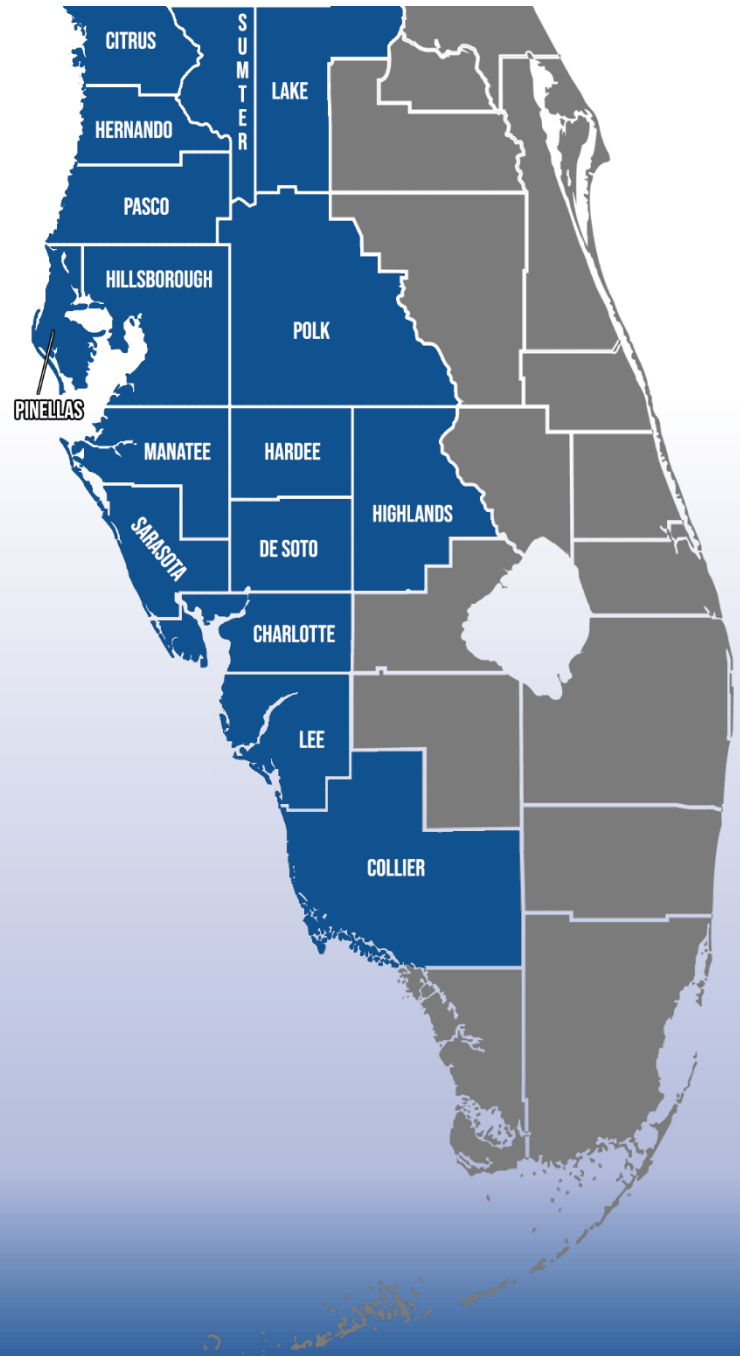 CITRUS
SUMTER
LAKE
HERNANDO
PASCO
HILLSBOROUGH
POLK
PINELLAS
MANATEE
HARDEE
HIGHLANDS
SARASOTA
DE SOTO
CHARLOTTE
LEE
COLLIER